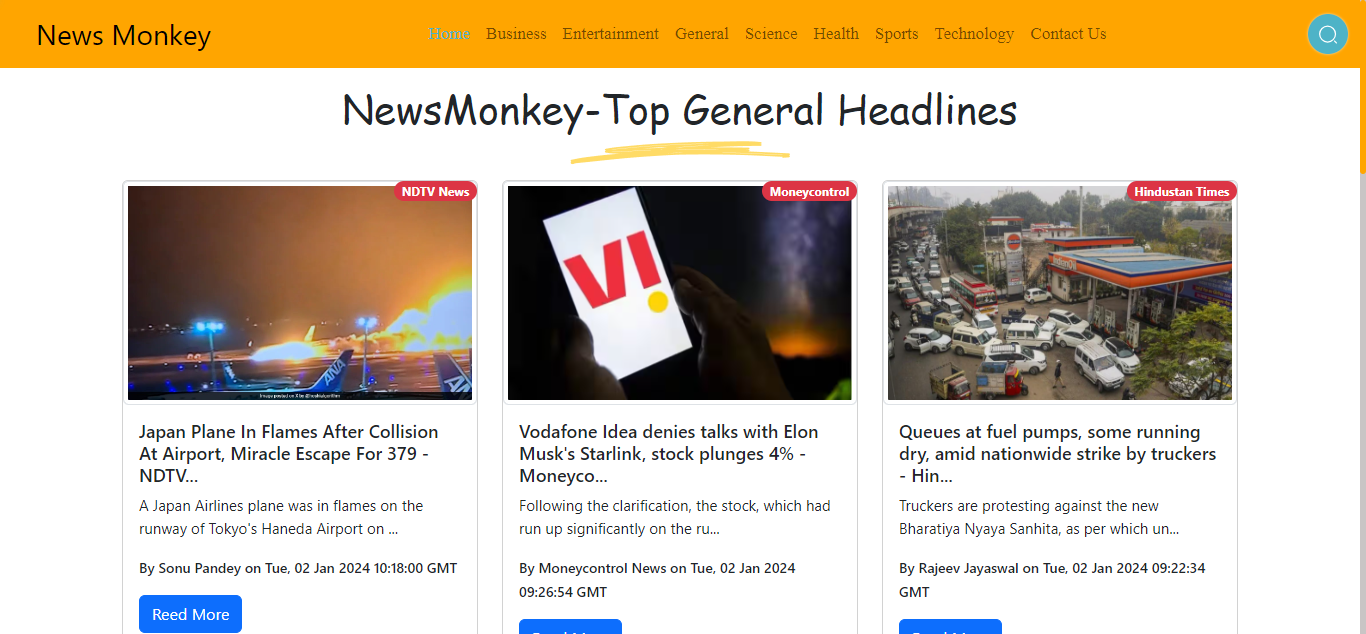 News Monkey
Home Business Entertainment General Science Health Sports Technology Contact Us
NewsMonkey-Top General Headlines
NDTV News
ANA
ANA
VI
Moneycontrol
Hindustan Times
Japan Plane In Flames After Collision
At Airport, Miracle Escape For 379 -
NDTV...
A Japan Airlines plane was in flames on the
runway of Tokyo's Haneda Airport on ...
By Sonu Pandey on Tue, 02 Jan 2024 10:18:00 GMT
Reed More
Vodafone Idea denies talks with Elon
Musk's Starlink, stock plunges 4% -
Moneyco...
Following the clarification, the stock, which had
run up significantly on the ru...
By Moneycontrol News on Tue, 02 Jan 2024
09:26:54 GMT
Queues at fuel pumps, some running
dry, amid nationwide strike by truckers
- Hin...
Truckers are protesting against the new
Bharatiya Nyaya Sanhita, as per which un...
By Rajeev Jayaswal on Tue, 02 Jan 2024 09:22:34
GMT